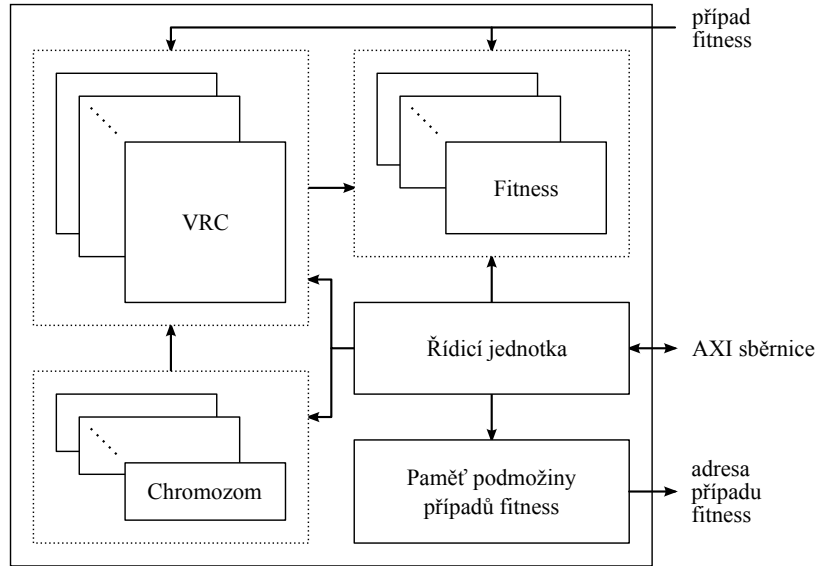 případ
fitness
VRC
Fitness
Řídicí jednotka
AXI sběrnice
Chromozom
Paměť podmožiny
případů fitness
adresa
případu
fitness